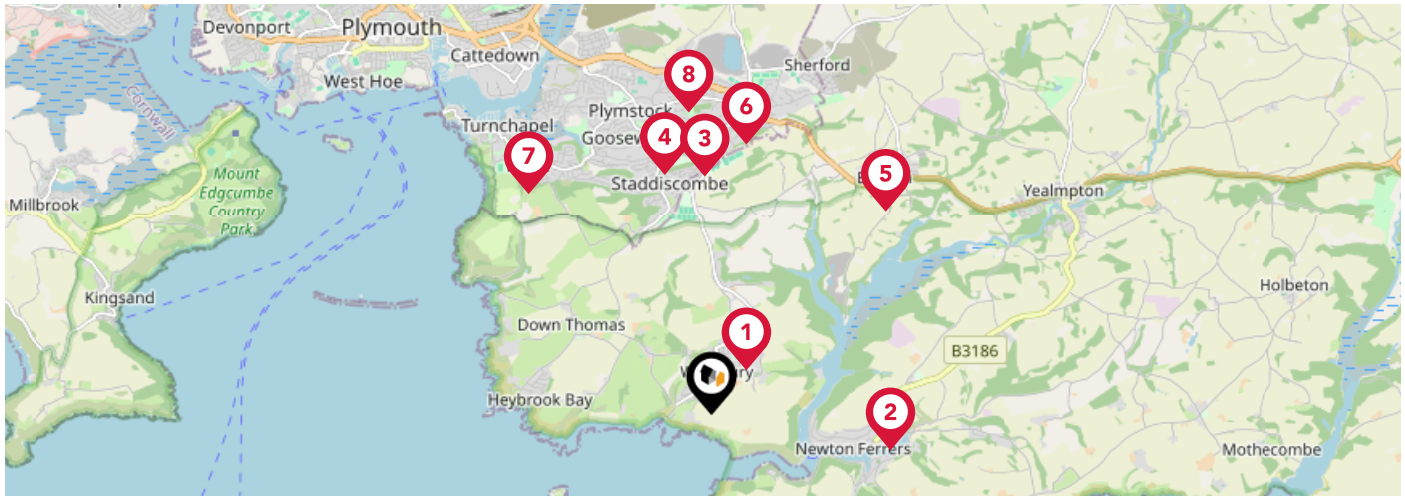 Devonport
Plymouth
Cattedown
West Hoe
Sherford
Cornwall
Plymstock
Turnchapel
8
6
4
3
7
5
Staddiscombe
Mount
Edgcumbe
Country
Park
Millbrook
Yealmpton
Kingsand
Holbeton
Down Thomas
1
B3186
Heybrook Bay
2
Newton Ferrers
Mothecombe